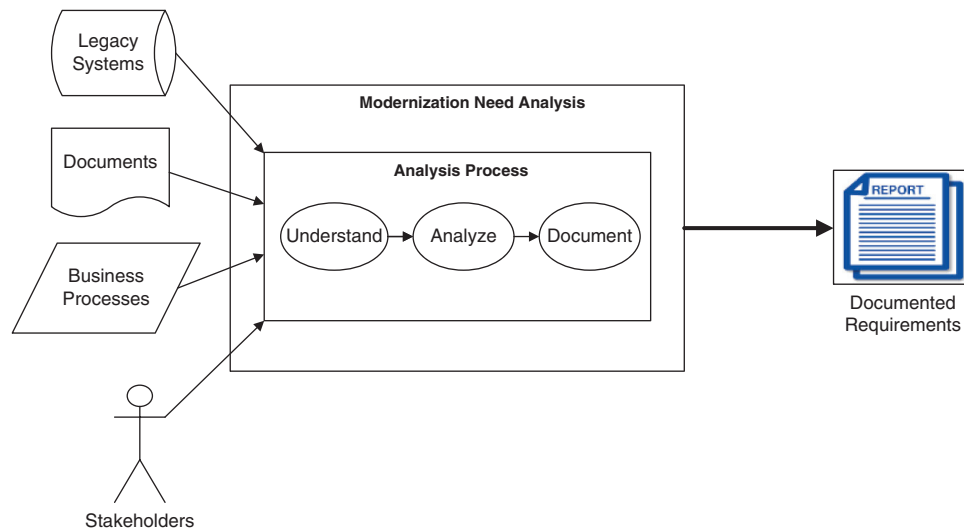 Legacy
Systems
Modernization Need Analysis
Documents
Analysis Process
REPORT
Understand
Analyze
Document
Business
Processes
Documented
Requirements
Stakeholders